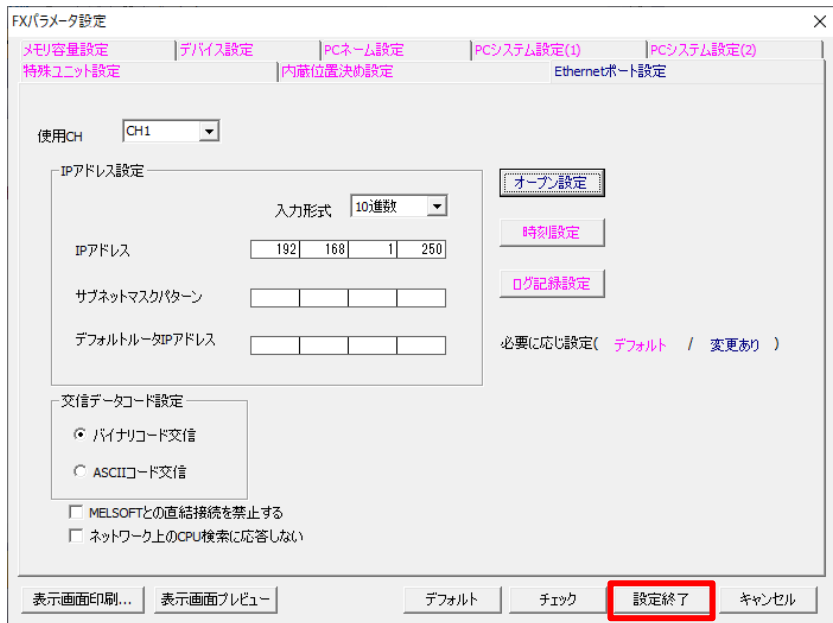 FXパラメータ設定
メモリ容量設定 デバイス設定 PCネーム設定 PCシステム設定(1) PCシステム設定(2)
特殊ユニット設定 内蔵位置決め設定 Ethernetポート設定
使用CH CH1
IPアドレス設定
オープン設定
入力形式 10進数
時刻設定
IPアドレス 192 168 1 250
ログ記録設定
サブネットマスクパターン
デフォルトルータIPアドレス
必要に応じ設定( デフォルト / 変更あり )
交信データコード設定
バイナリコード交信
ASCIIコード交信
MELSOFTとの直結接続を禁止する
ネットワーク上のCPU検索に応答しない
表示画面印刷... 表示画面プレビュー デフォルト チェック 設定終了 キャンセル